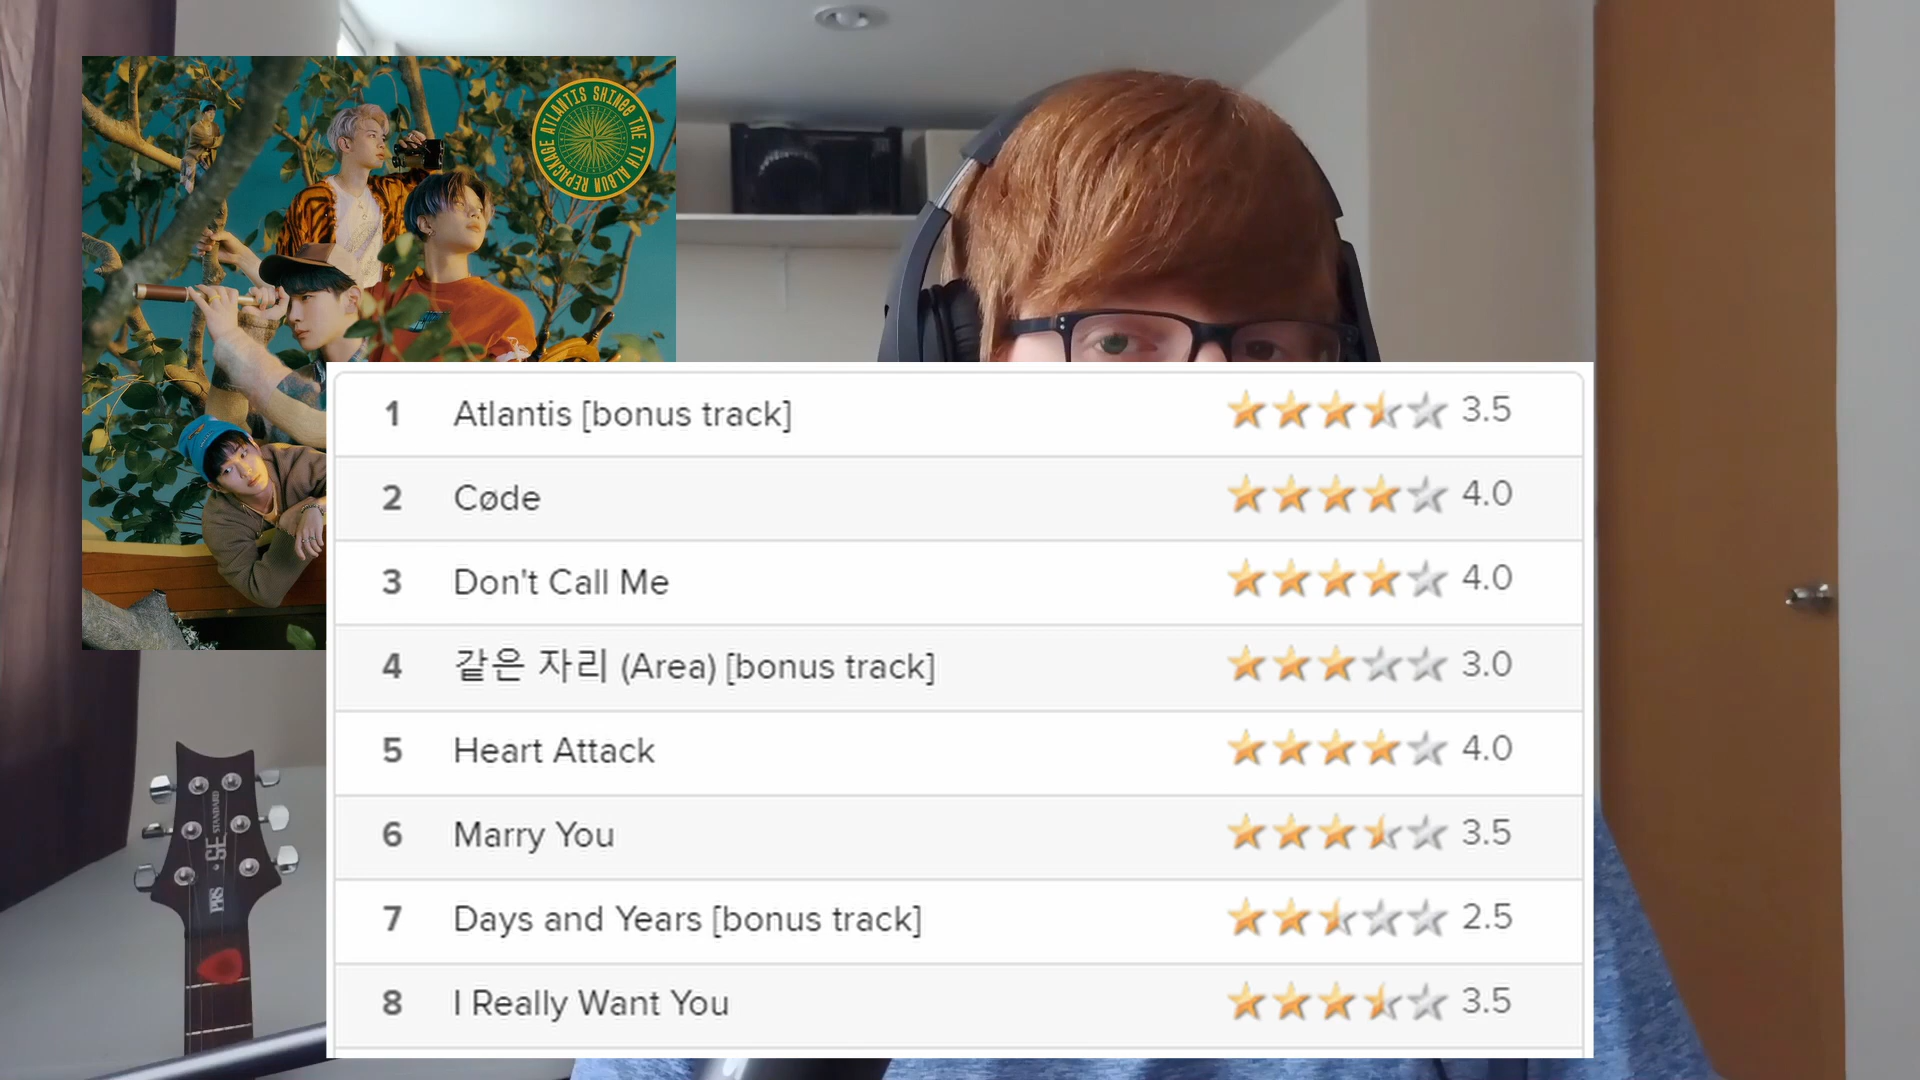 ATLANTIS SHINee THE 7TH ALBUM REPACKAGE
1 Atlantis [bonus track] 3.5
2 Cøde 4.0
3 Don't Call Me 4.0
4 같은 자리 (Area) [bonus track] 3.0
5 Heart Attack 4.0
6 Marry You 3.5
7 Days and Years [bonus track] 2.5
8 I Really Want You 3.5
PRS SE STANDARD